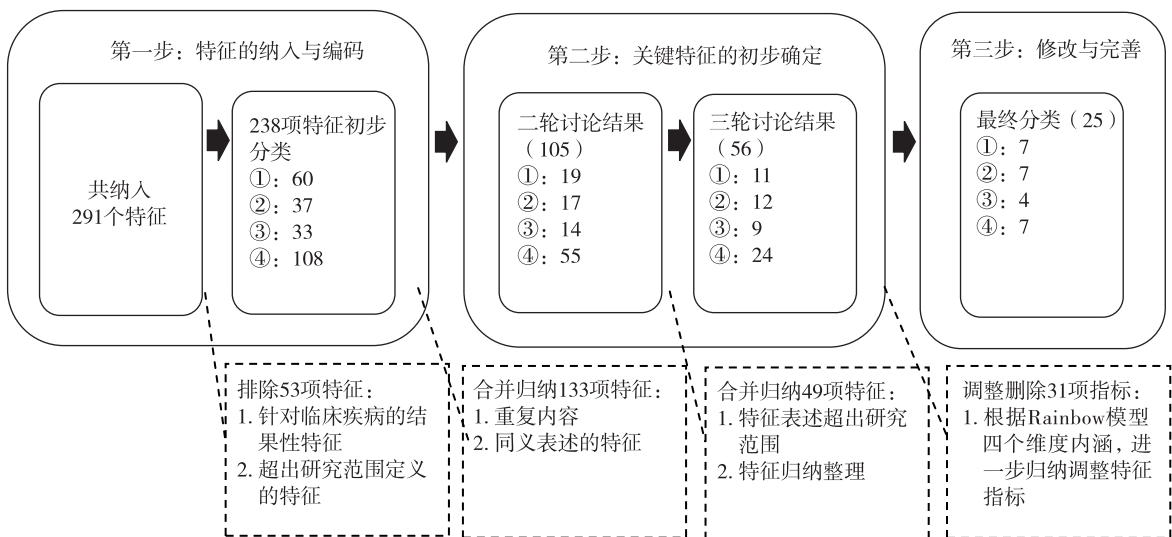 第一步：特征的纳入与编码
共纳入
291个特征
238项特征初步
分类
①：60
②：37
③：33
④：108
第二步：关键特征的初步确定
二轮讨论结果
（105）
①：19
②：17
③：14
④：55
三轮讨论结果
（56）
①：11
②：12
③：9
④：24
第三步：修改与完善
最终分类（25）
①：7
②：7
③：4
④：7
排除53项特征：
1. 针对临床疾病的结
果性特征
2. 超出研究范围定义
的特征
合并归纳133项特征：
1. 重复内容
2. 同义表述的特征
合并归纳49项特征：
1. 特征表述超出研究
范围
2. 特征归纳整理
调整删除31项指标：
1. 根据Rainbow模型
四个维度内涵，进
一步归纳调整特征
指标